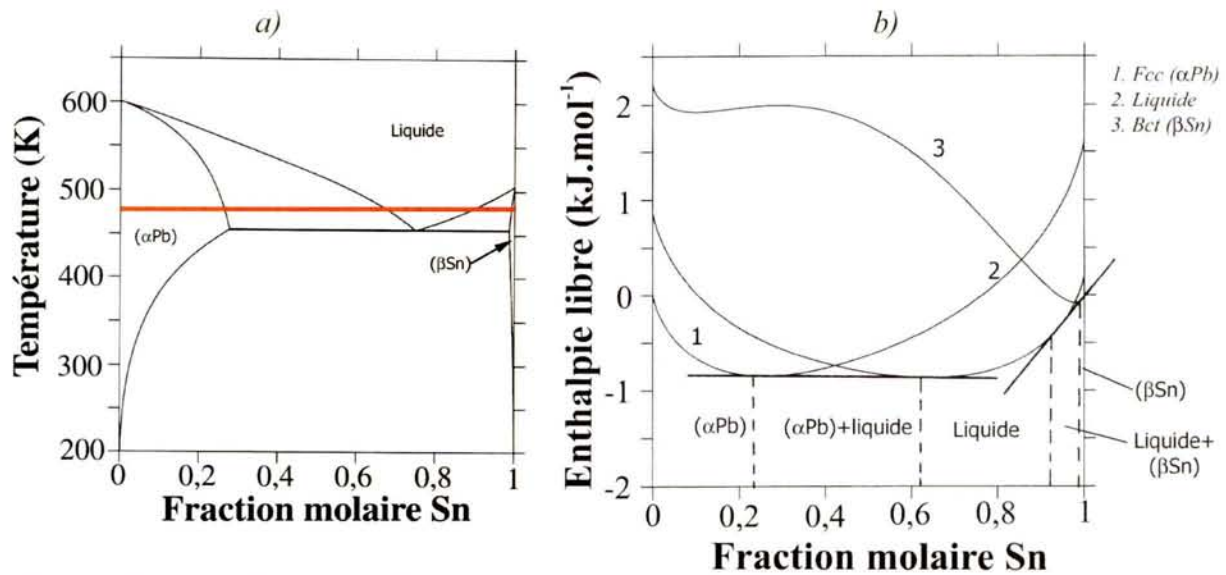 a)
Température (K)
600
500
400
300
200
Liquide
(αPb)
(βSn)
0
0,2
0,4
0,6
0,8
1
Fraction molaire Sn
b)
Enthalpie libre (kJ.mol⁻¹)
2
1
0
-1
-2
1
2
3
(αPb)
(αPb)+liquide
Liquide
(βSn)
Liquide+
(βSn)
0
0,2
0,4
0,6
0,8
1
Fraction molaire Sn
1. Fcc (αPb)
2. Liquide
3. Bct (βSn)